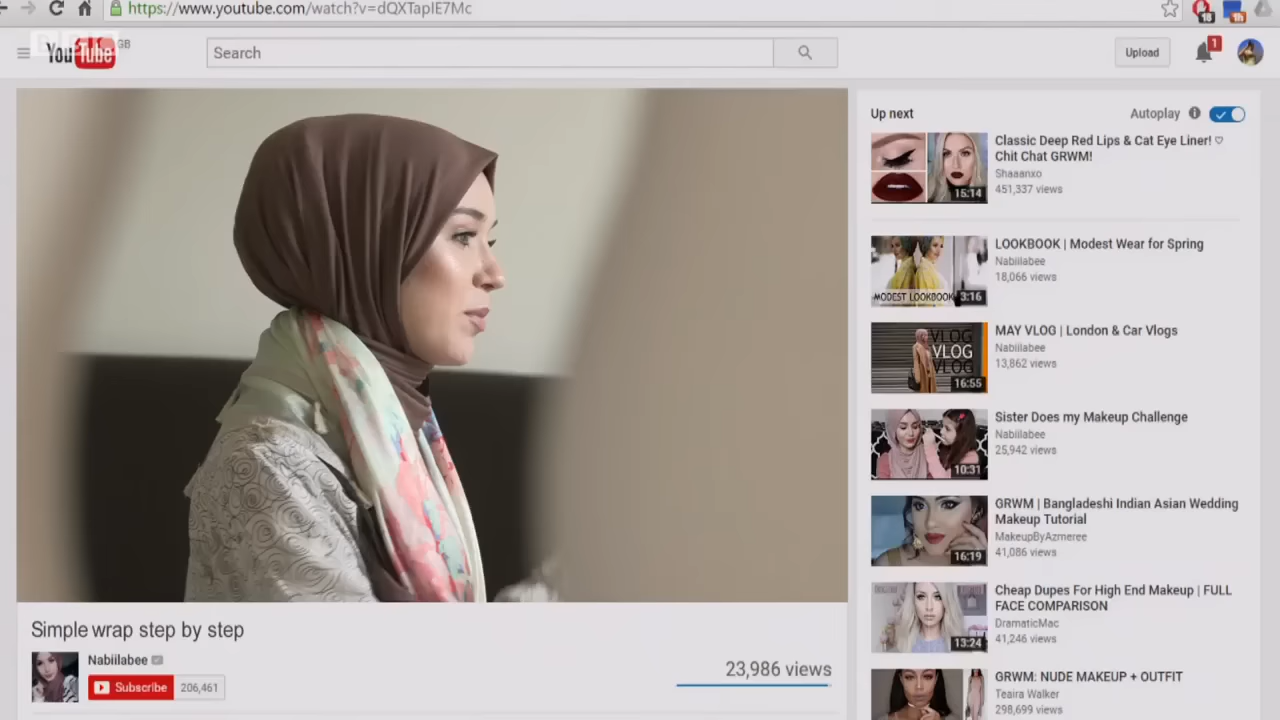 https://www.youtube.com/watch?v=dQXTapIE7Mc
18
1h
BBC
YouTube GB
Search
Upload
1
Up next
Autoplay
Classic Deep Red Lips & Cat Eye Liner! ♡
Chit Chat GRWM!
Shaaanxo
451,337 views
15:14
LOOKBOOK | Modest Wear for Spring
Nabiilabee
18,066 views
MODEST LOOKBOOK
3:16
MAY VLOG | London & Car Vlogs
Nabiilabee
13,862 views
VLOG
VLOG
VLOG
16:55
Sister Does my Makeup Challenge
Nabiilabee
25,942 views
10:31
GRWM | Bangladeshi Indian Asian Wedding
Makeup Tutorial
MakeupByAzmeree
41,086 views
16:19
Cheap Dupes For High End Makeup | FULL
FACE COMPARISON
DramaticMac
41,246 views
13:24
GRWM: NUDE MAKEUP + OUTFIT
Teaira Walker
298,699 views
Simple wrap step by step
Nabiilabee
Subscribe 206,461
23,986 views